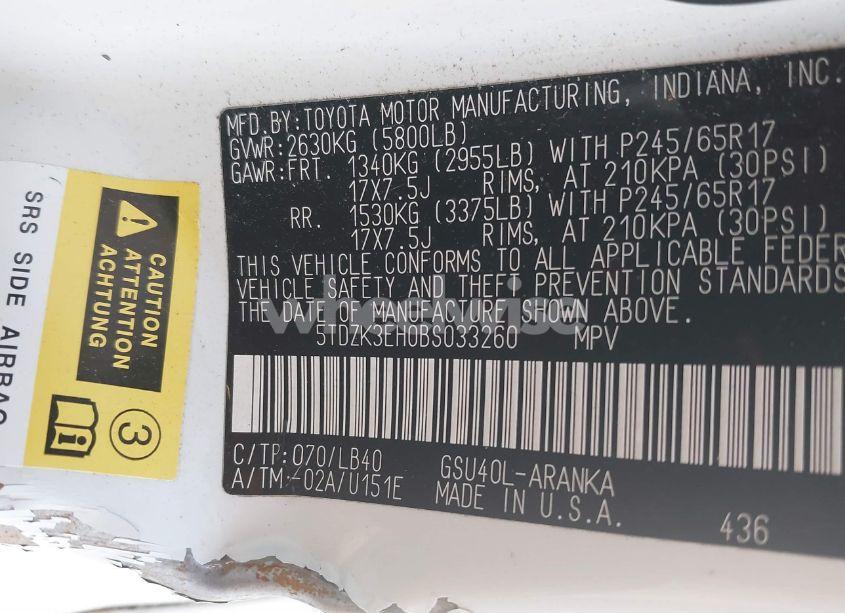 MFD.BY:TOYOTA MOTOR MANUFACTURING, INDIANA, INC.
GVWR:2630KG (5800LB)
GAWR:FRT. 1340KG (2955LB) WITH P245/65R17
17X7.5J RIMS, AT 210KPA (30PSI)
RR. 1530KG (3375LB) WITH P245/65R17
17X7.5J RIMS, AT 210KPA (30PSI)
THIS VEHICLE CONFORMS TO ALL APPLICABLE FEDER
VEHICLE SAFETY AND THEFT PREVENTION STANDARDS
THE DATE OF MANUFACTURE SHOWN ABOVE.
5TDZK3EH0BS033260 MPV
C/TP:070/LB40 GSU40L-ARANKA
A/TM:-02A/U151E MADE IN U.S.A.
436
SRS SIDE AIRBAG
CAUTION
ATTENTION
ACHTUNG
3
wheelwise